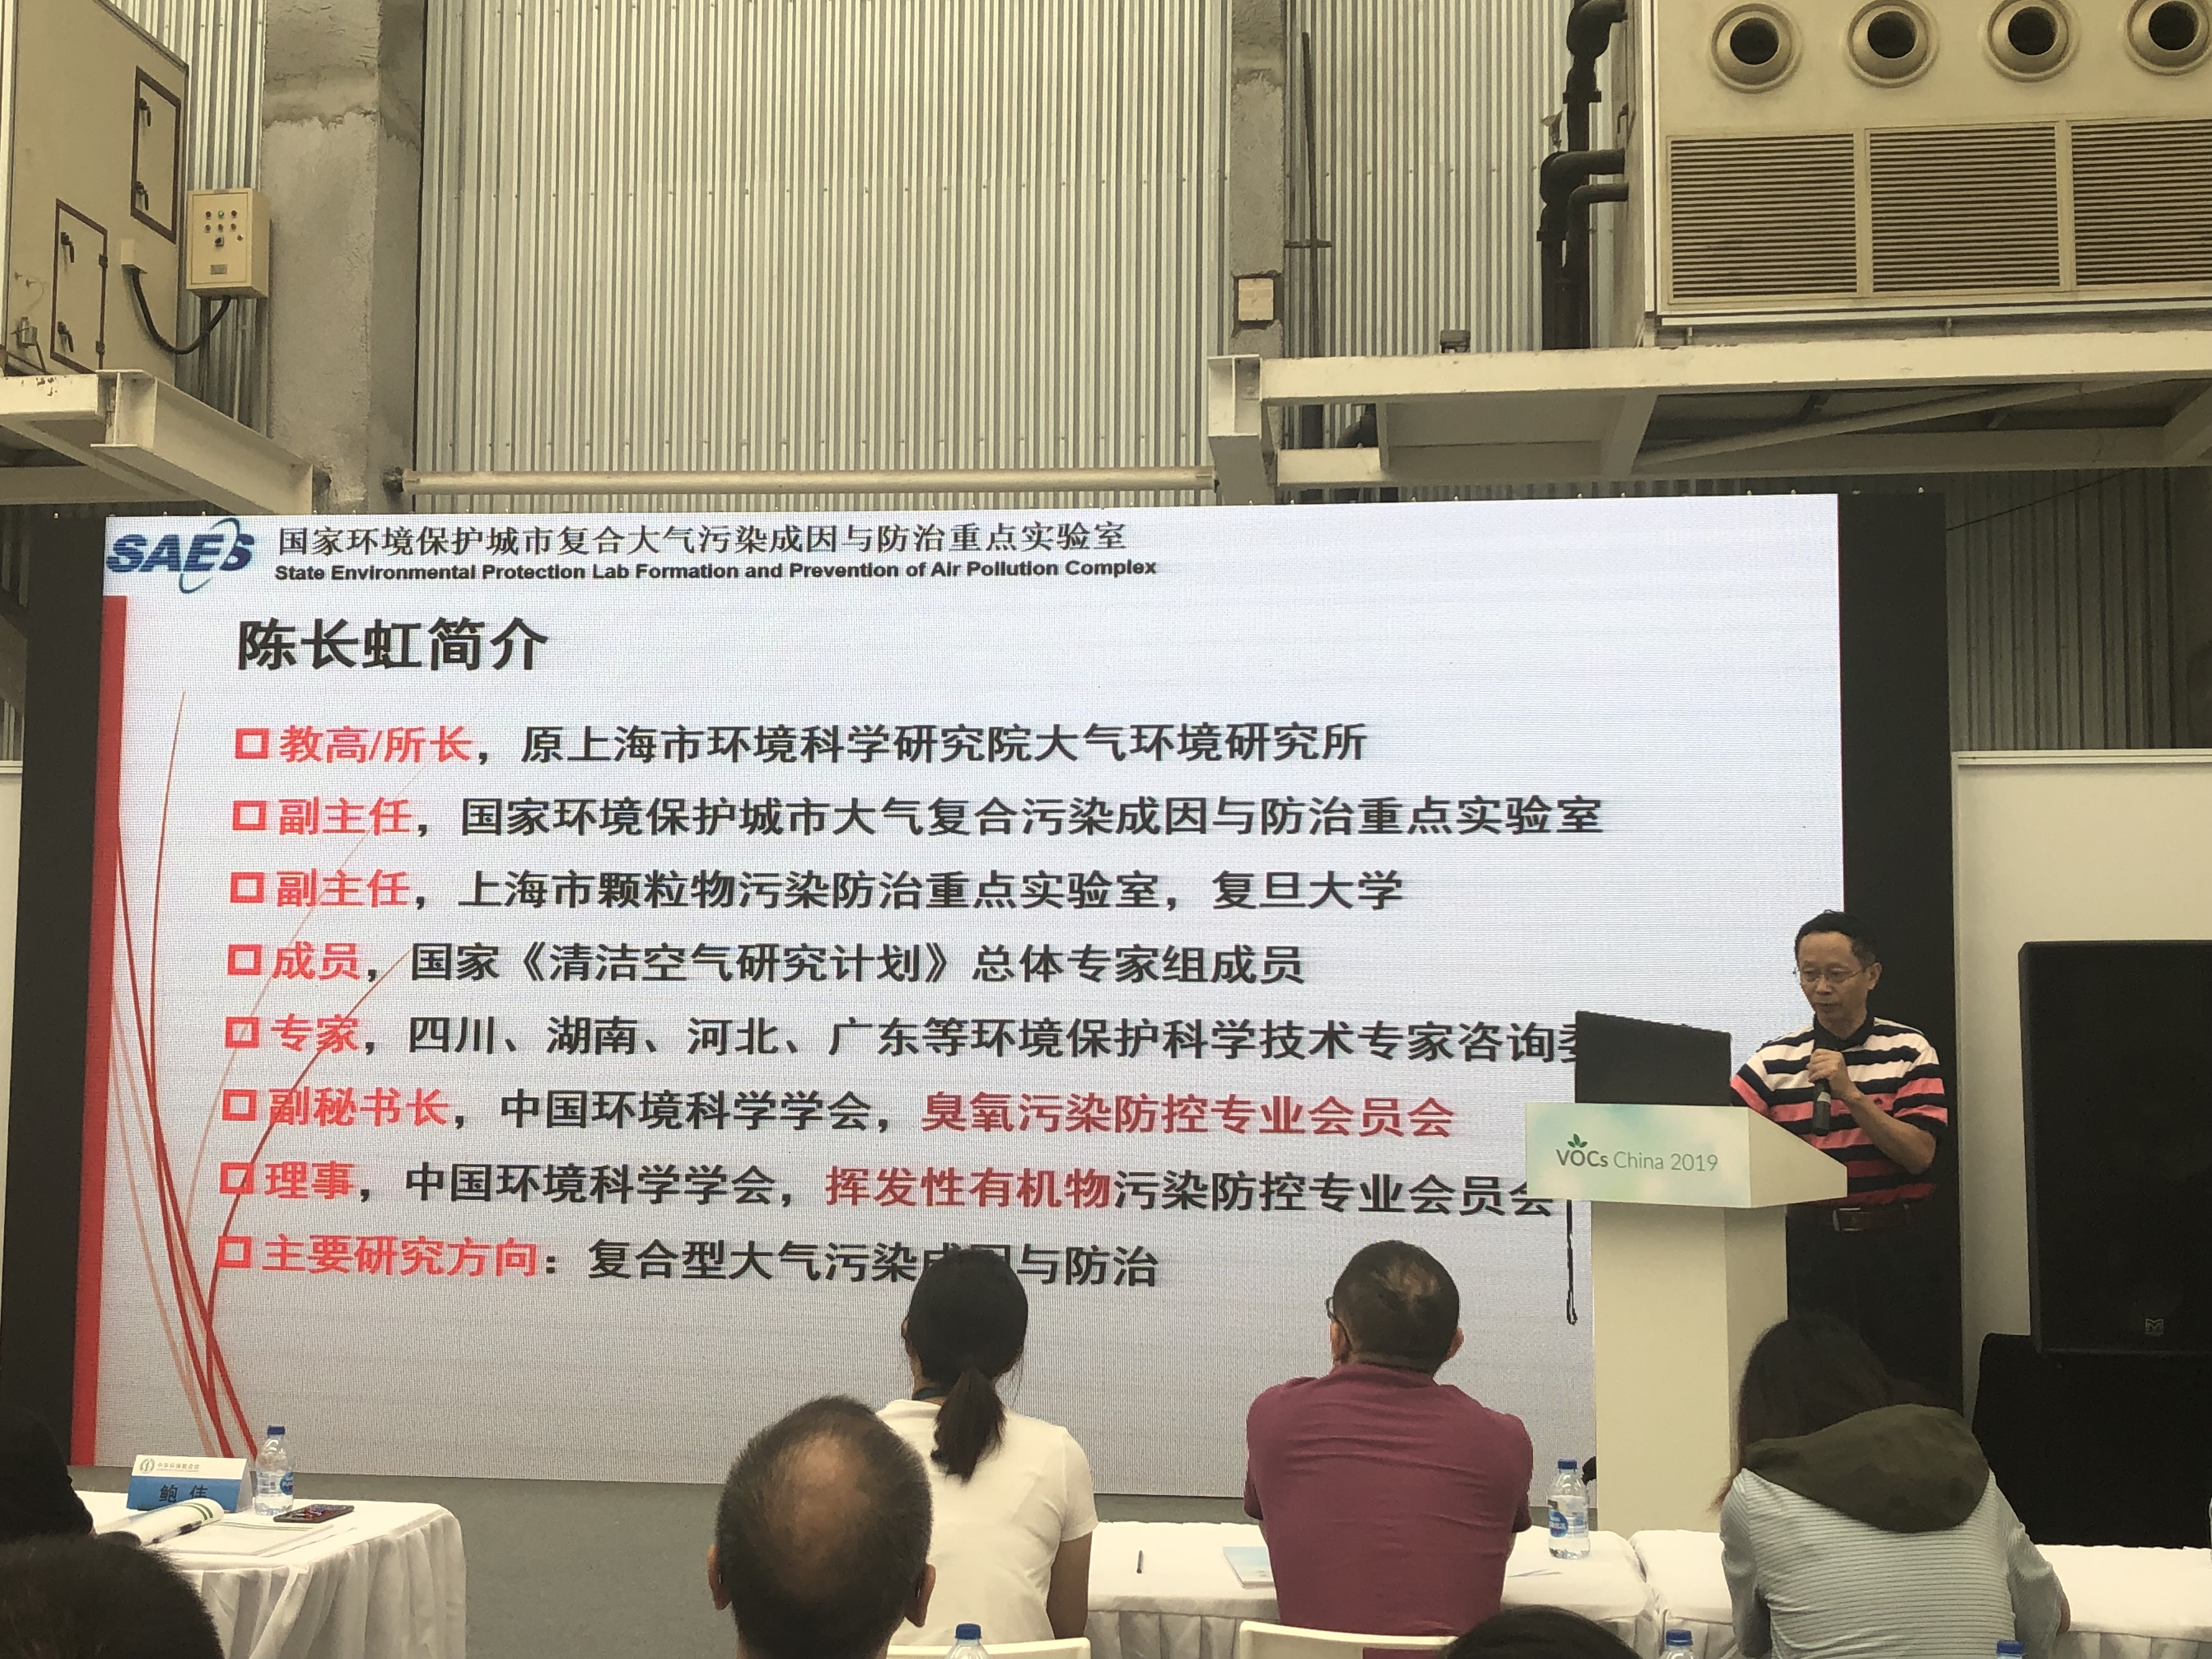 SAES
国家环境保护城市复合大气污染成因与防治重点实验室
State Environmental Protection Lab Formation and Prevention of Air Pollution Complex
陈长虹简介
教高/所长，原上海市环境科学研究院大气环境研究所
副主任，国家环境保护城市大气复合污染成因与防治重点实验室
副主任，上海市颗粒物污染防治重点实验室，复旦大学
成员，国家《清洁空气研究计划》总体专家组成员
专家，四川、湖南、河北、广东等环境保护科学技术专家咨询
副秘书长，中国环境科学学会，臭氧污染防控专业会员会
理事，中国环境科学学会，挥发性有机物污染防控专业会员会
主要研究方向：复合型大气污染成因与防治
VOCs China 2019
中华环保联合会
鲍 伟